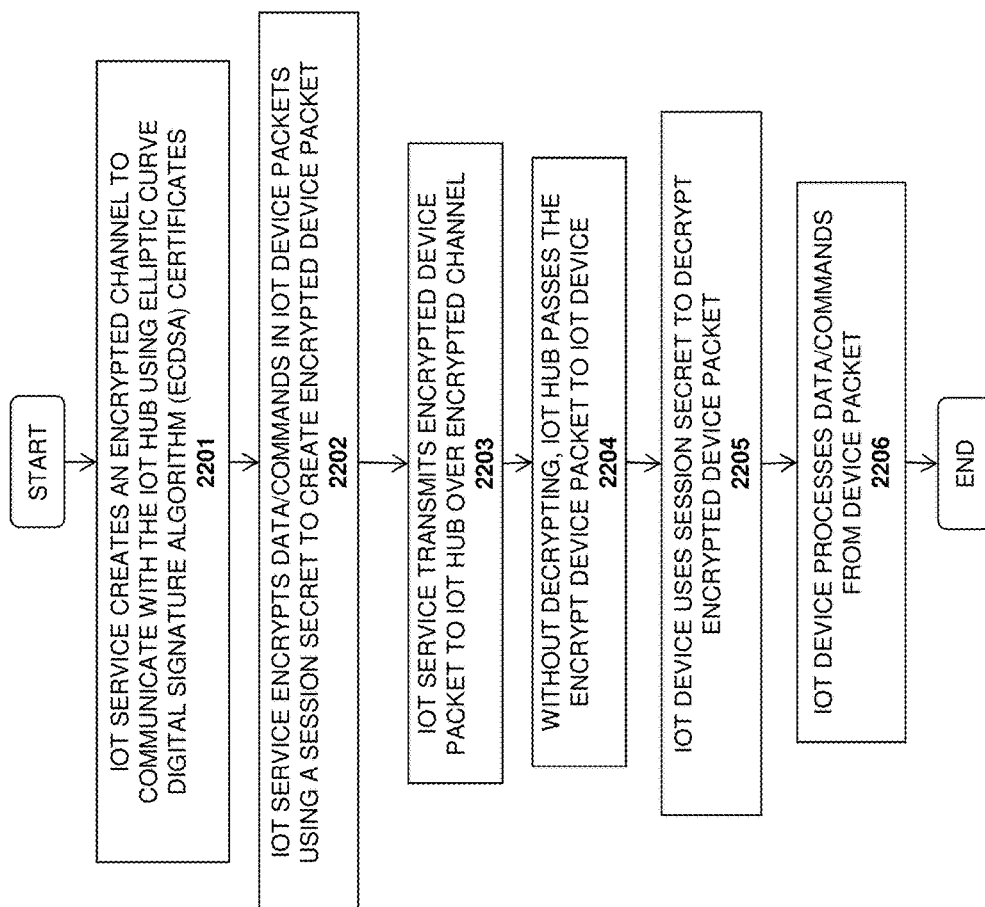 START
IOT SERVICE CREATES AN ENCRYPTED CHANNEL TO
COMMUNICATE WITH THE IOT HUB USING ELLIPTIC CURVE
DIGITAL SIGNATURE ALGORITHM (ECDSA) CERTIFICATES
2201
IOT SERVICE ENCRYPTS DATA/COMMANDS IN IOT DEVICE PACKETS
USING A SESSION SECRET TO CREATE ENCRYPTED DEVICE PACKET
2202
IOT SERVICE TRANSMITS ENCRYPTED DEVICE
PACKET TO IOT HUB OVER ENCRYPTED CHANNEL
2203
WITHOUT DECRYPTING, IOT HUB PASSES THE
ENCRYPT DEVICE PACKET TO IOT DEVICE
2204
IOT DEVICE USES SESSION SECRET TO DECRYPT
ENCRYPTED DEVICE PACKET
2205
IOT DEVICE PROCESSES DATA/COMMANDS
FROM DEVICE PACKET
2206
END